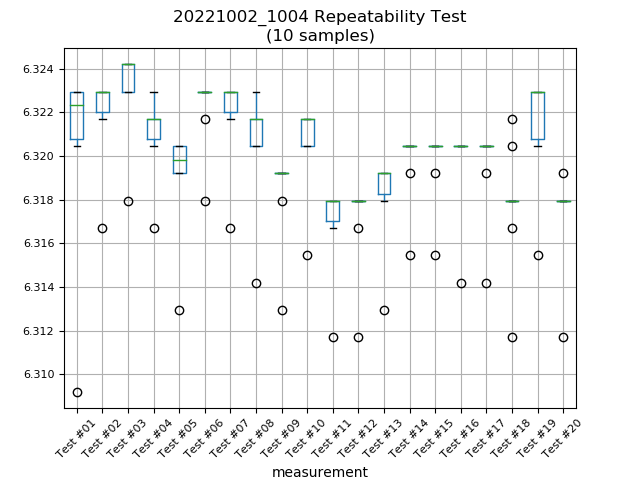 20221002_1004 Repeatability Test
(10 samples)
6.324
6.322
6.320
6.318
6.316
6.314
6.312
6.310
Test #01
Test #02
Test #03
Test #04
Test #05
Test #06
Test #07
Test #08
Test #09
Test #10
Test #11
Test #12
Test #13
Test #14
Test #15
Test #16
Test #17
Test #18
Test #19
Test #20
measurement